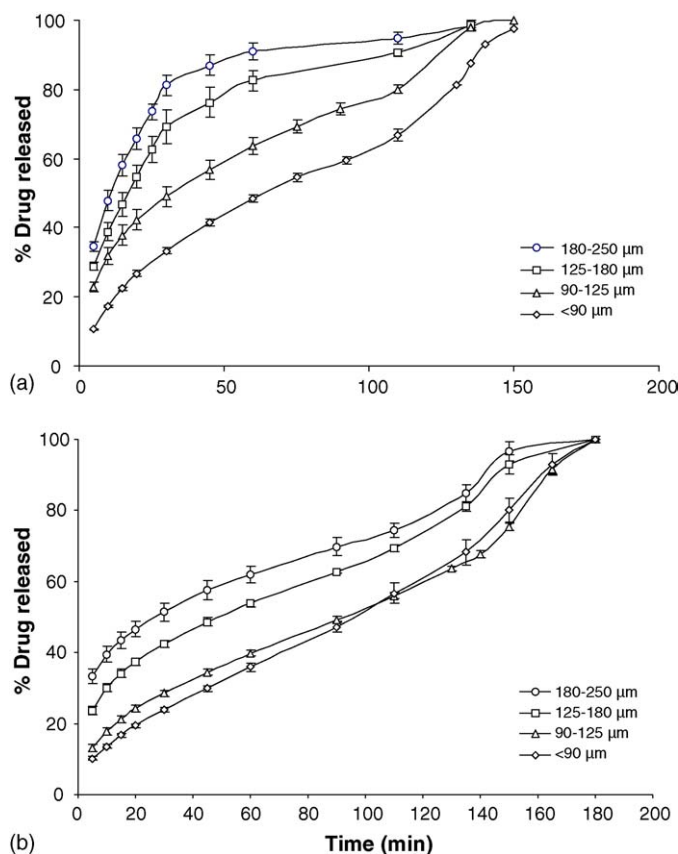 100
80
60
40
20
0
% Drug released
180-250 μm
125-180 μm
90-125 μm
<90 μm
0 50 100 150 200
(a)
100
80
60
40
20
0
% Drug released
180-250 μm
125-180 μm
90-125 μm
<90 μm
0 20 40 60 80 100 120 140 160 180 200
(b)
Time (min)